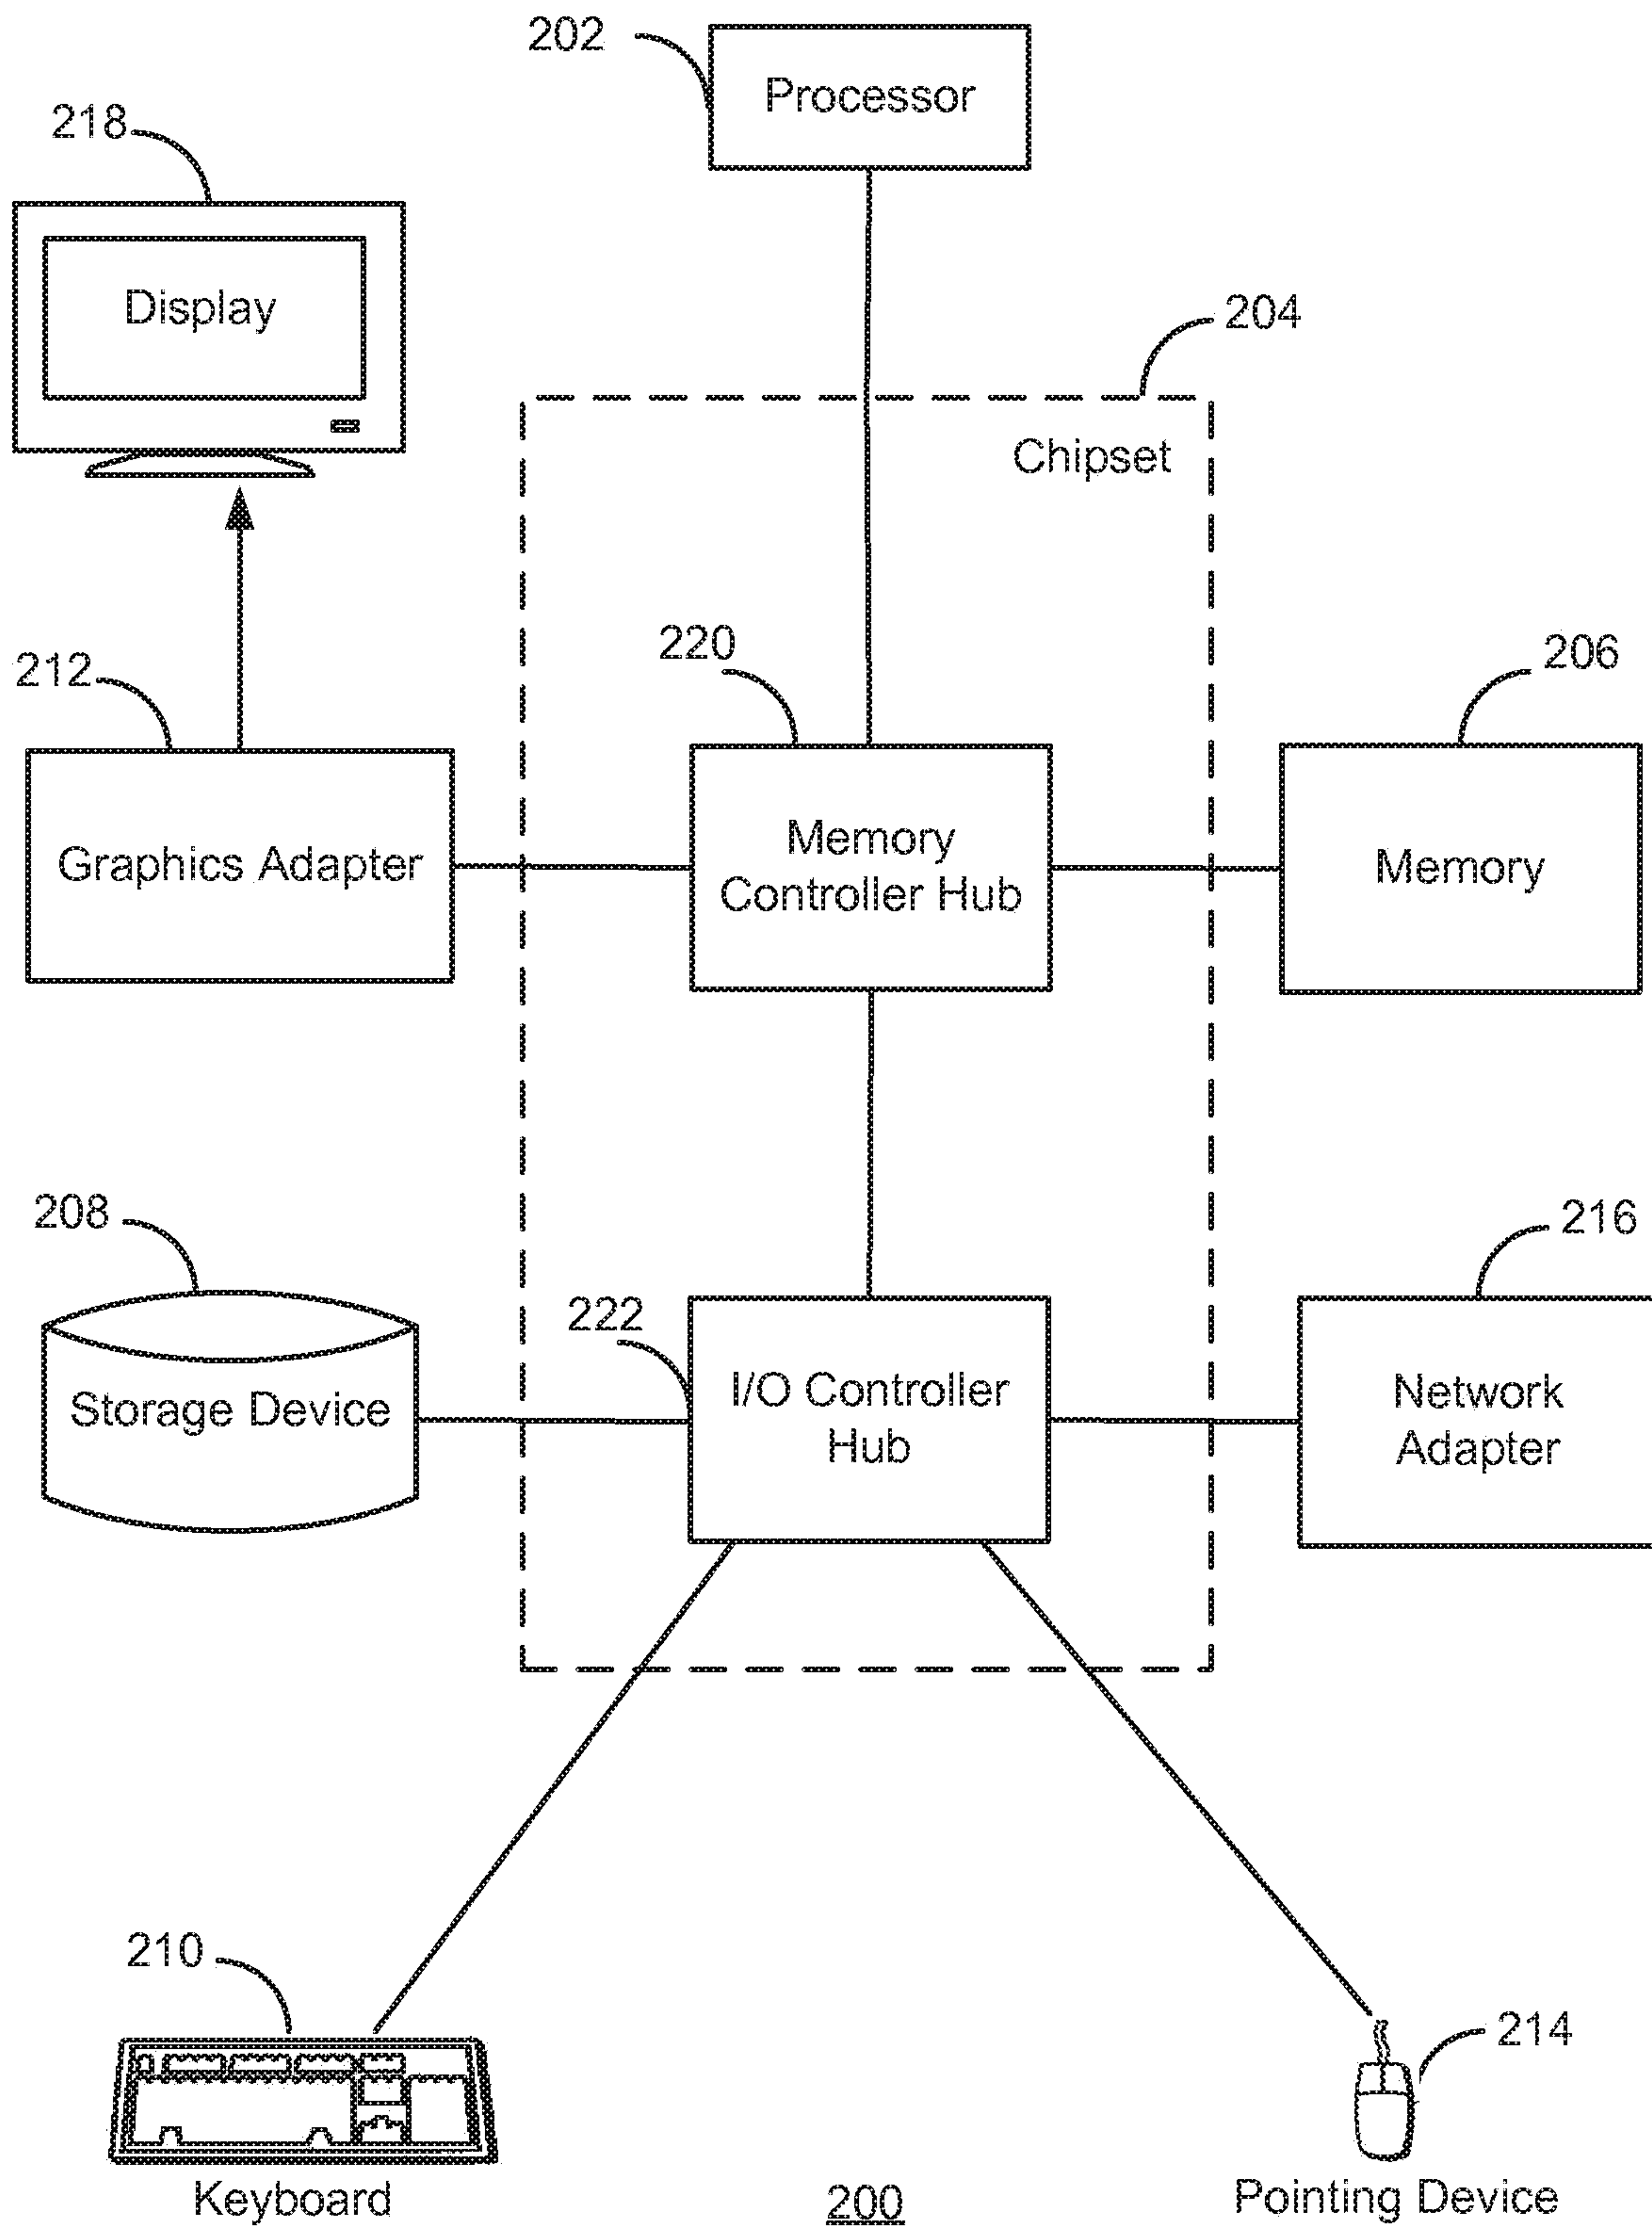 202
Processor
218
Display
204
Chipset
212
220
206
Graphics Adapter
Memory
Controller Hub
Memory
208
216
222
Storage Device
I/O Controller
Hub
Network
Adapter
210
214
Keyboard
200
Pointing Device